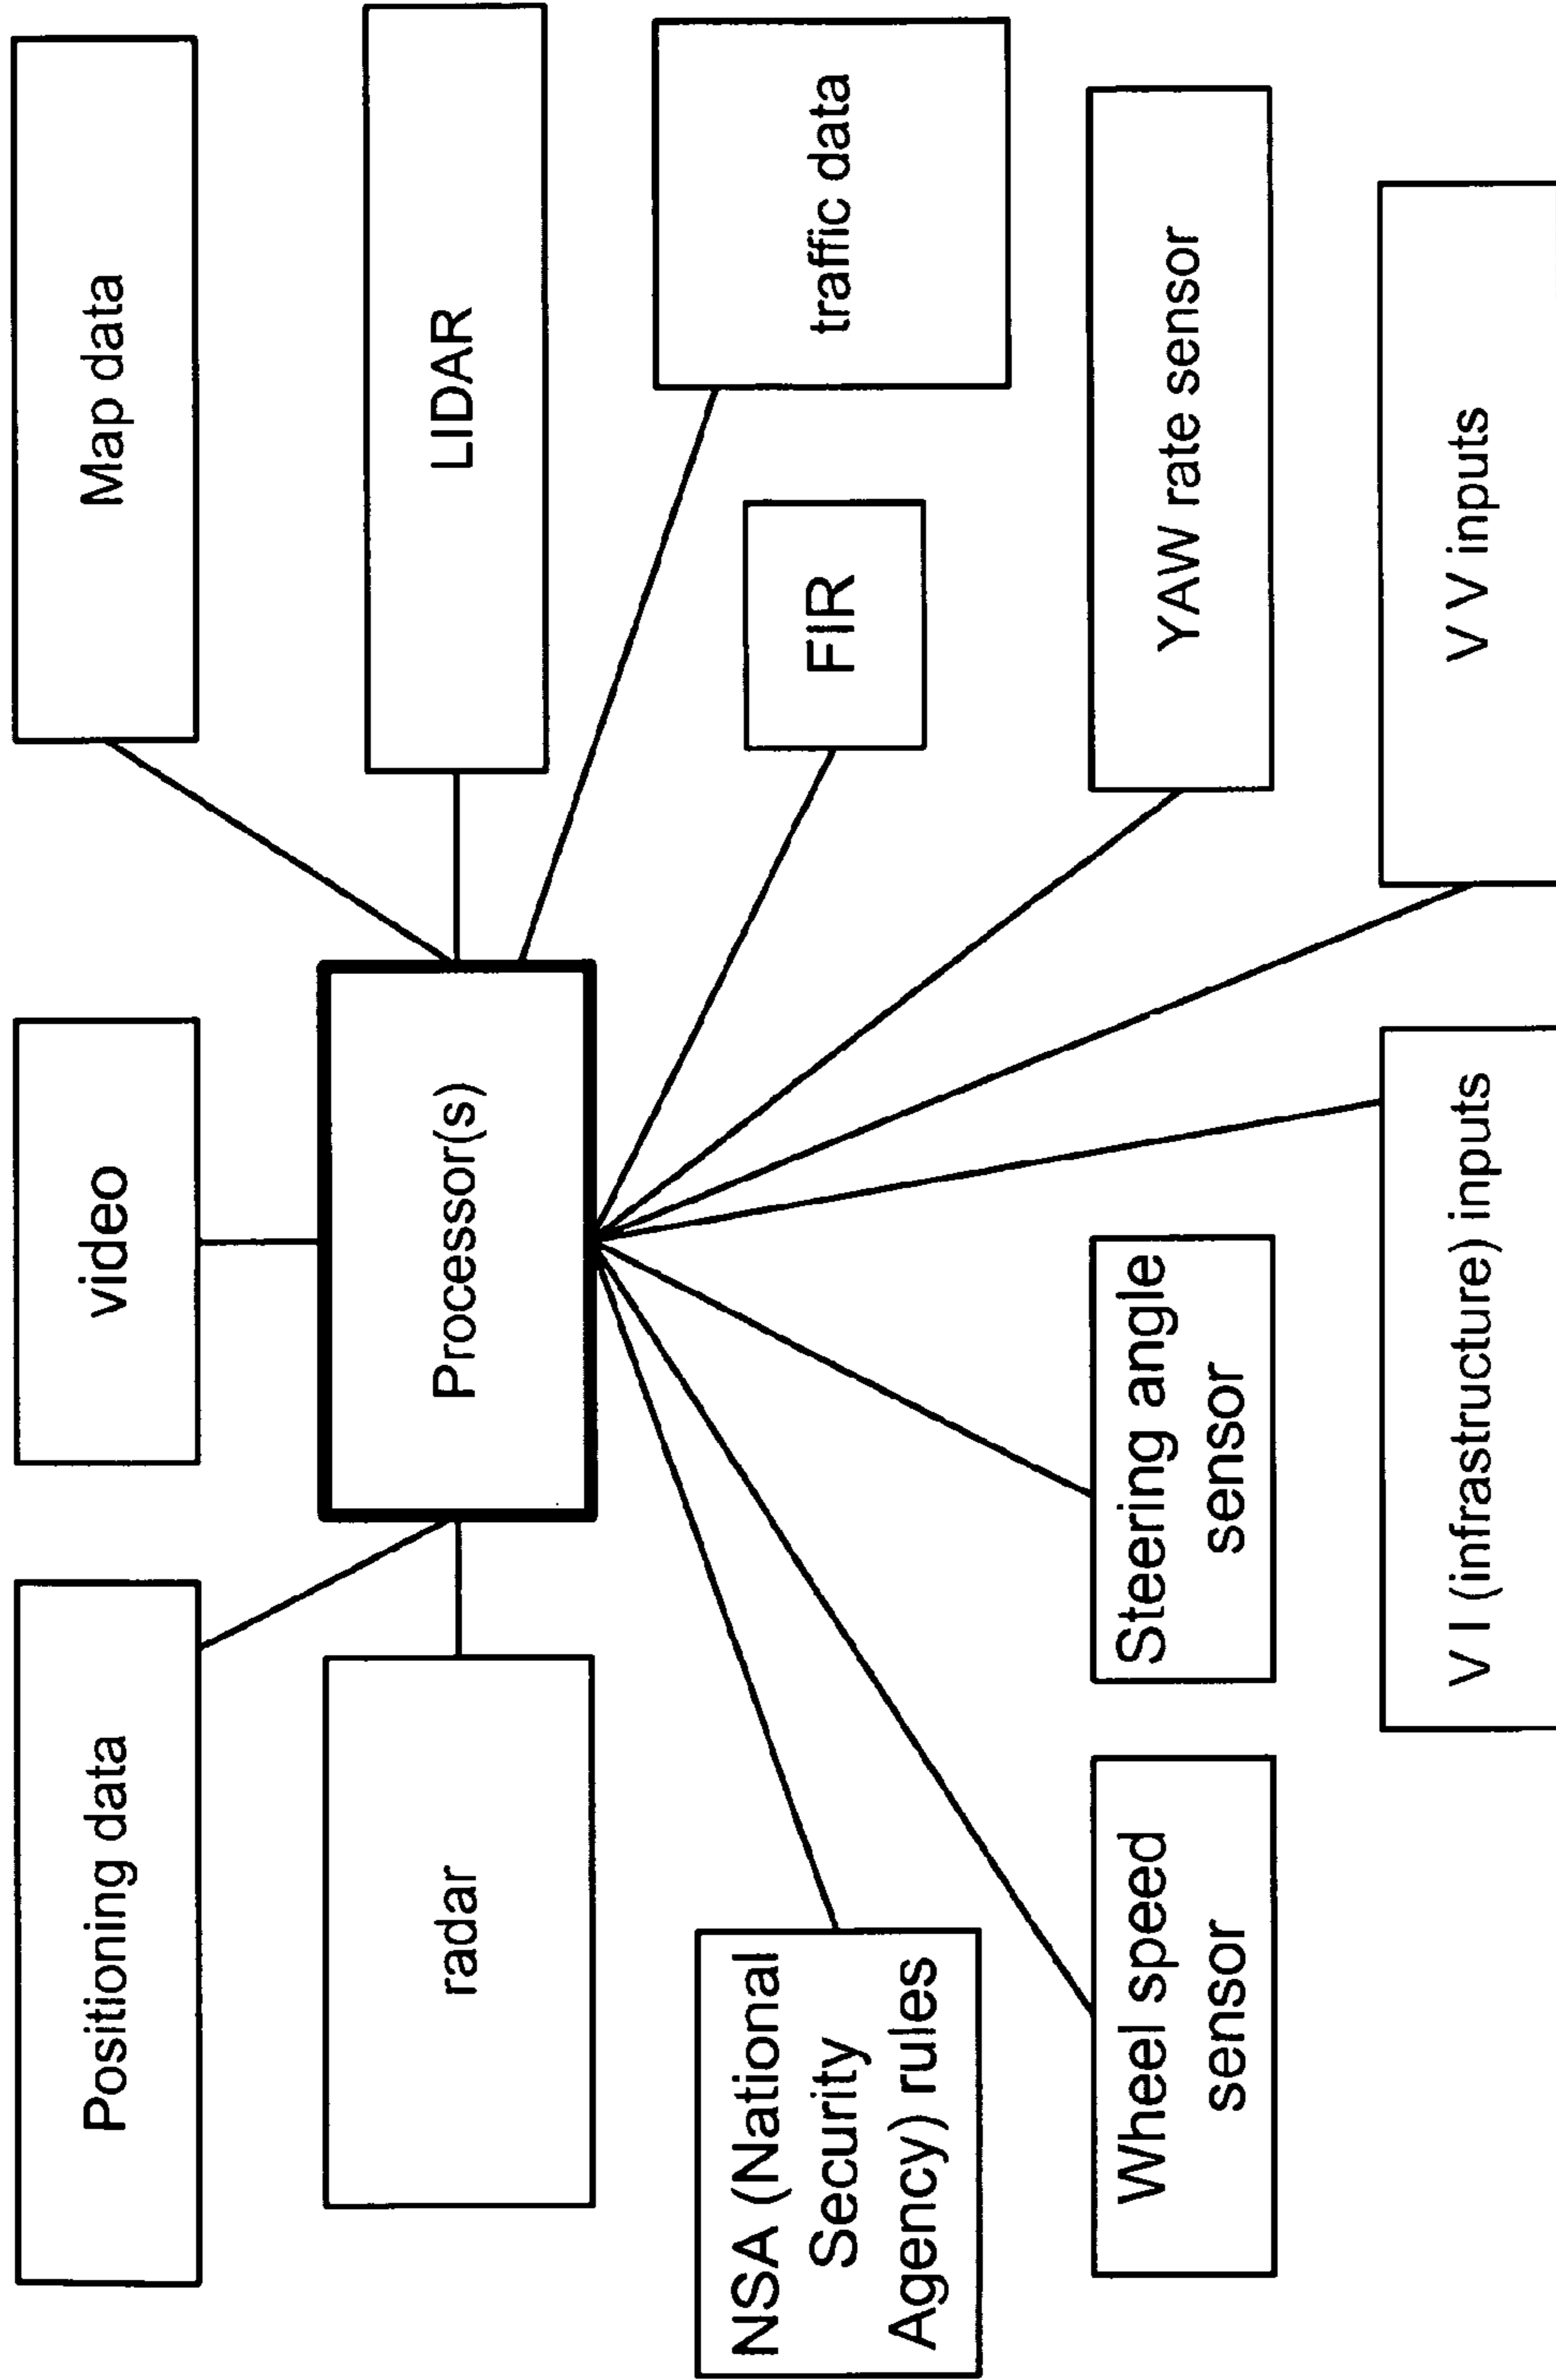 Positioning data
video
Map data
radar
Processor(s)
LIDAR
NSA (National
Security
Agency) rules
FIR
traffic data
Wheel speed
sensor
Steering angle
sensor
YAW rate sensor
V I (infrastructure) inputs
V V inputs